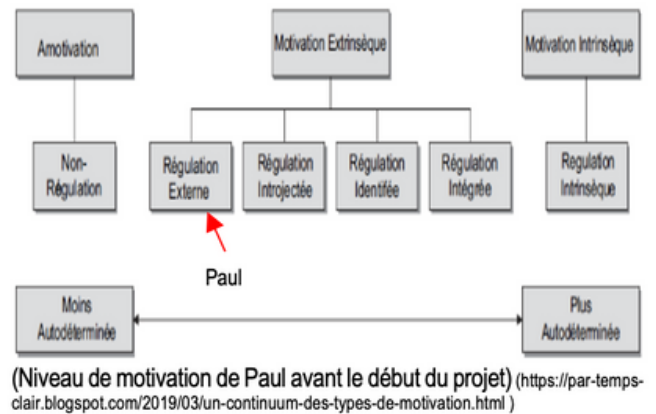 Amotivation
Motivation Extrinsèque
Motivation Intrinsèque
Non-
Régulation
Régulation
Externe
Régulation
Introjectée
Régulation
Identifée
Régulation
Intégrée
Regulation
Intrinsèque
Paul
Moins
Autodéterminée
Plus
Autodéterminée
(Niveau de motivation de Paul avant le début du projet) (https://par-temps-
clair.blogspot.com/2019/03/un-continuum-des-types-de-motivation.html )